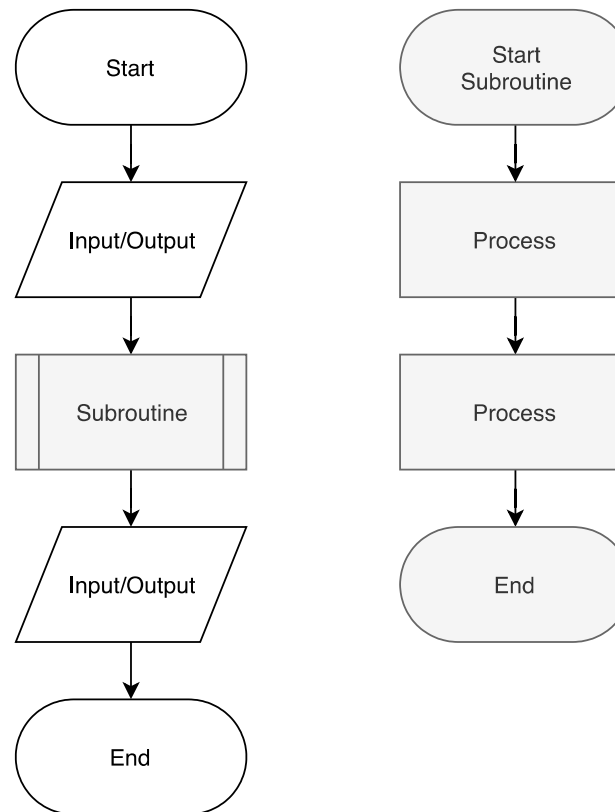 Start
Input/Output
Subroutine
Input/Output
End
Start
Subroutine
Process
Process
End